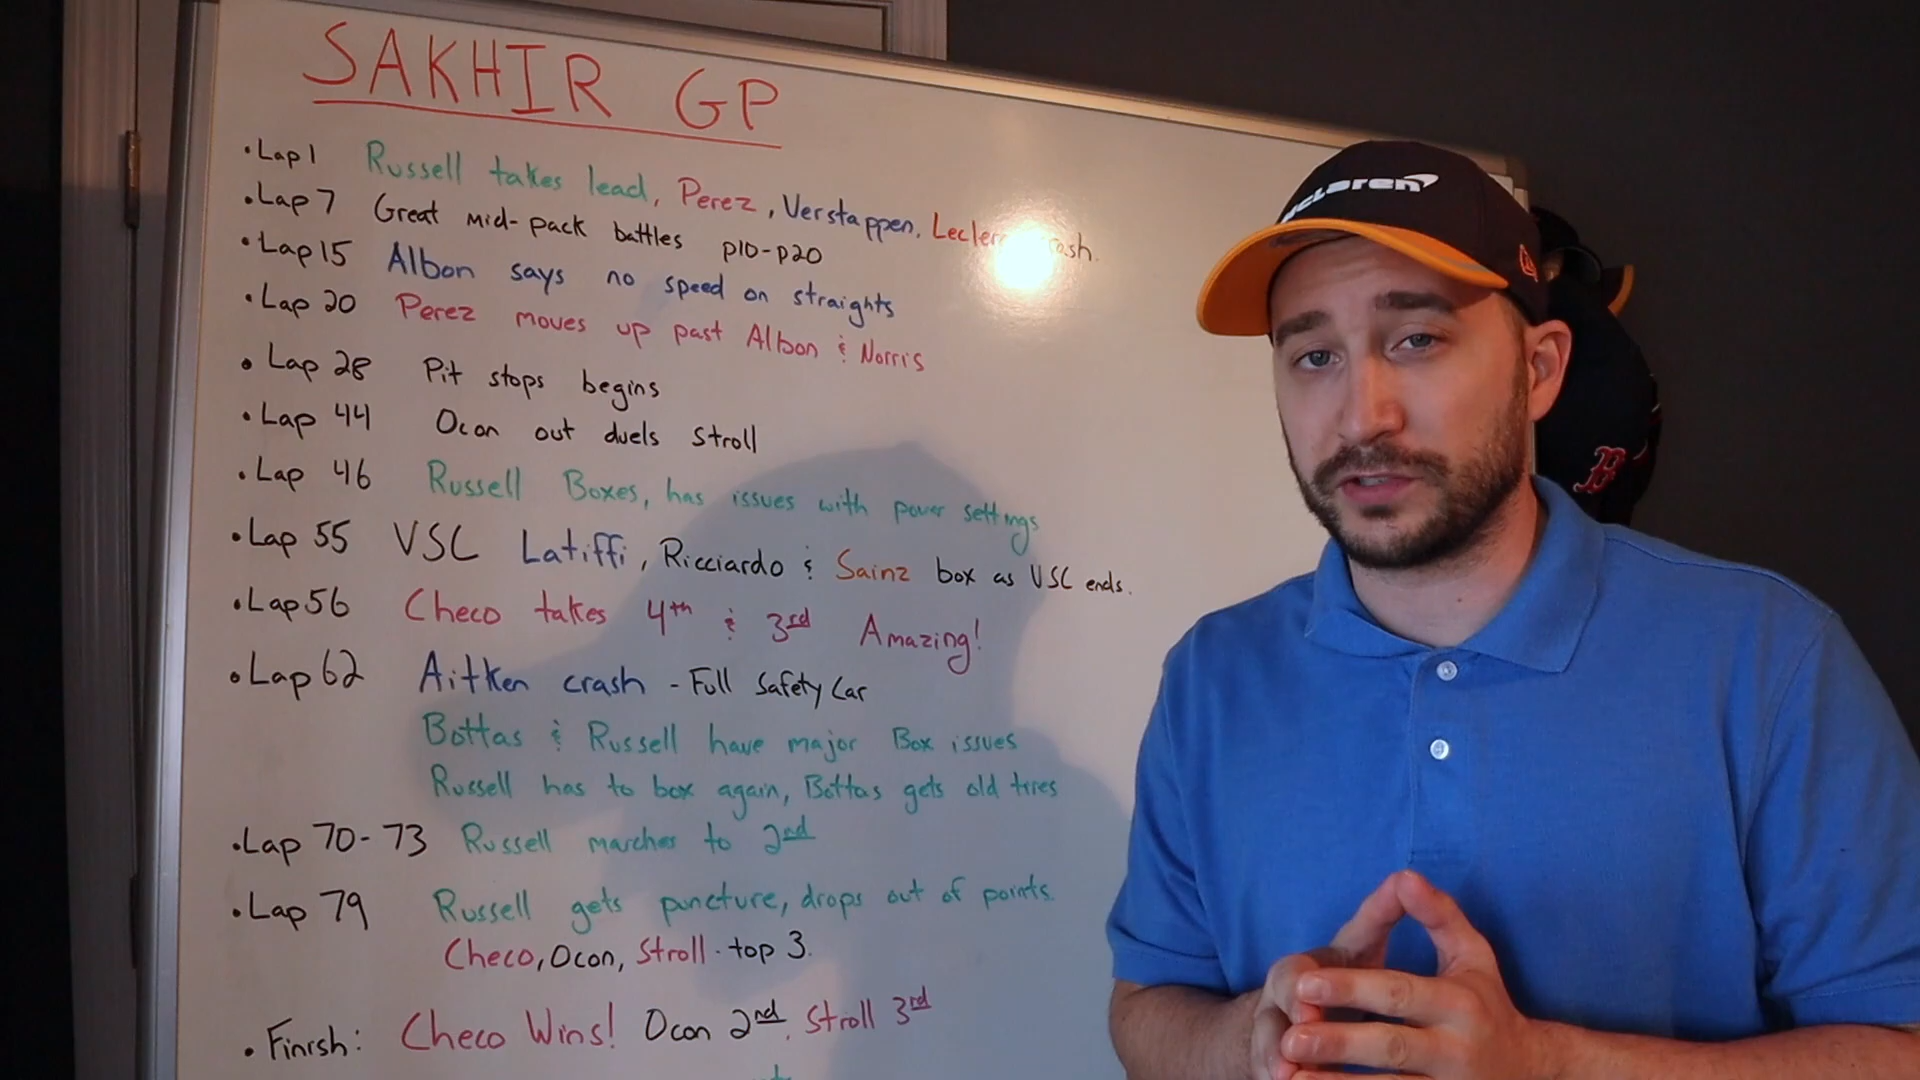 SAKHIR GP
• Lap 1 Russell takes lead, Perez, Verstappen, Lecler
• Lap 7 Great mid-pack battles p10-p20
• Lap 15 Albon says no speed on straights
• Lap 20 Perez moves up past Albon & Norris
• Lap 28 Pit stops begins
• Lap 44 Ocon out duels Stroll
• Lap 46 Russell Boxes, has issues with power settings
• Lap 55 VSC Latiffi, Ricciardo & Sainz box as VSC ends.
• Lap 56 Checo takes 4th & 3rd Amazing!
• Lap 62 Aitken crash - Full Safety Car
Bottas & Russell have major Box issues
Russell has to box again, Bottas gets old tires
• Lap 70-73 Russell marches to 2nd
• Lap 79 Russell gets puncture, drops out of points.
Checo, Ocon, Stroll - top 3.
• Finish: Checo Wins! Ocon 2nd, Stroll 3rd
McLaren
B